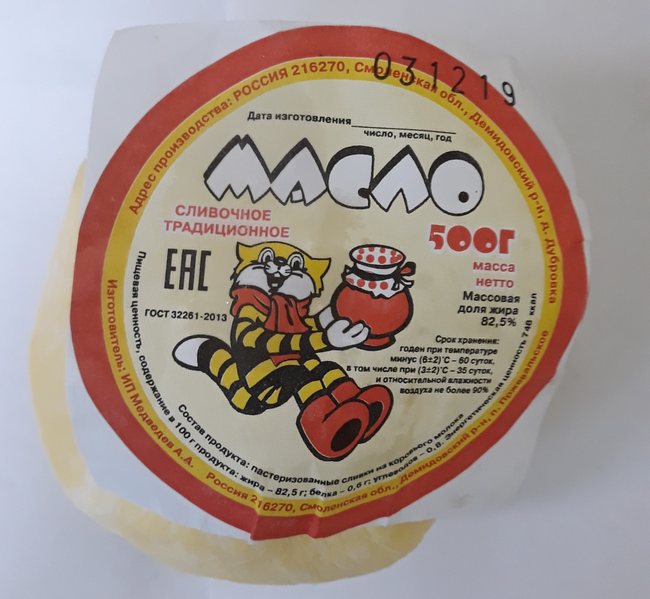 Адрес производства: РОССИЯ 216270, Смоленская обл., Демидовский р-н, д. Дубровка
031219
Дата изготовления
число, месяц, год
МАСЛО
СЛИВОЧНОЕ
ТРАДИЦИОННОЕ
500Г
масса
нетто
ЕАС
Массовая
доля жира
82,5%
ГОСТ 32261-2013
Срок хранения:
годен при температуре
минус (6±2)°С – 60 суток,
в том числе при (3±2)°С – 35 суток,
и относительной влажности
воздуха не более 90%
Состав продукта: пастеризованные сливки из коровьего молока
Пищевая ценность, содержание в 100 г продукта: жира – 82,5 г; белка – 0,6 г; углеводов – 0,8. Энергетическая ценность 748 ккал
Изготовитель: ИП Медведев А.А. Россия 216270, Смоленская обл., Демидовский р-н, п. Пржевальское